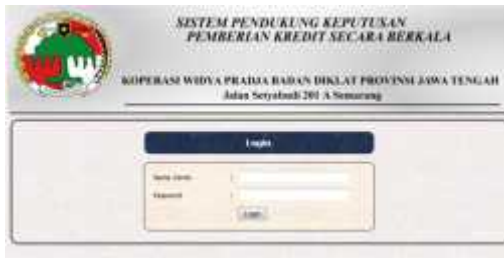 SISTEM PENDUKUNG KEPUTUSAN
PEMBERIAN KREDIT SECARA BERKALA
KOPERASI WIDYA PRAJA BADAN DIKLAT PROVINSI JAWA TENGAH
Jalan Setyabudi 201 A Semarang
Login
Password :
Login